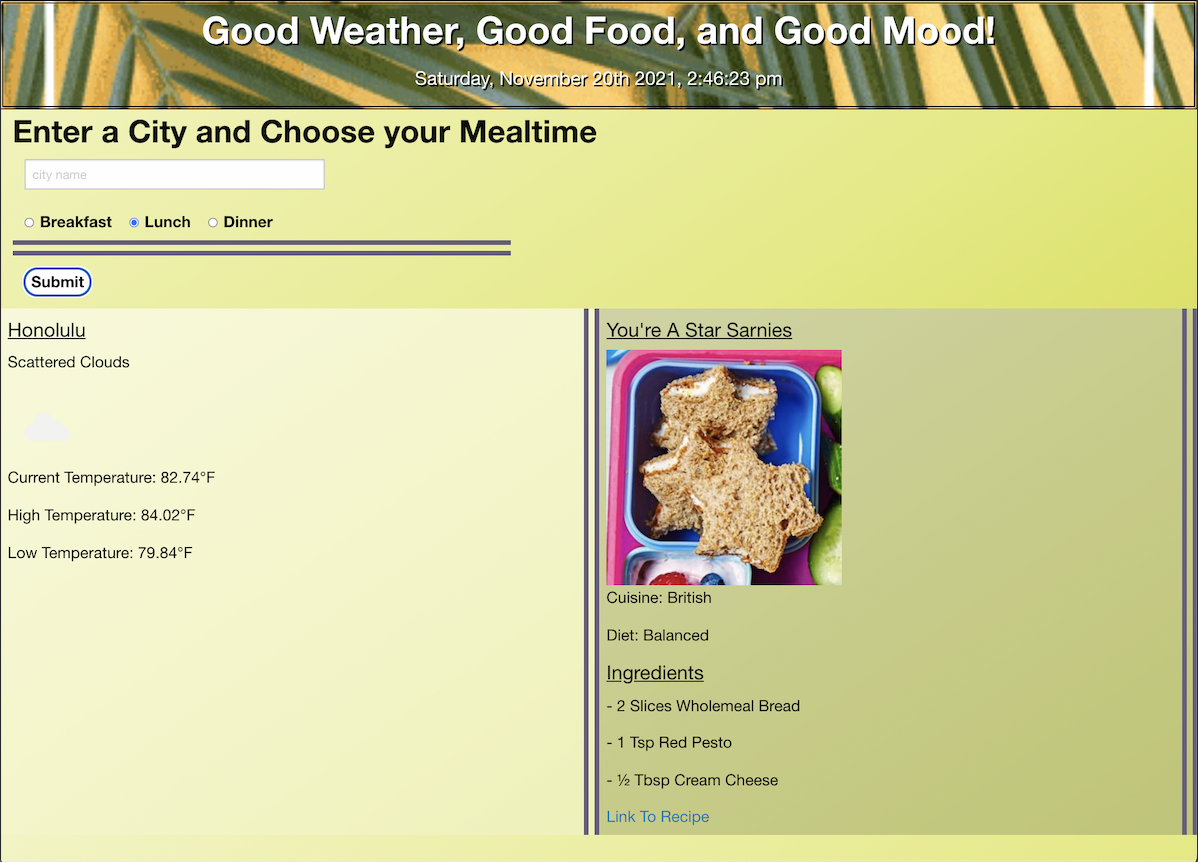 Good Weather, Good Food, and Good Mood!
Saturday, November 20th 2021, 2:46:23 pm
Enter a City and Choose your Mealtime
city name
Breakfast Lunch Dinner
Submit
Honolulu
Scattered Clouds
Current Temperature: 82.74°F
High Temperature: 84.02°F
Low Temperature: 79.84°F
You're A Star Sarnies
Cuisine: British
Diet: Balanced
Ingredients
- 2 Slices Wholemeal Bread
- 1 Tsp Red Pesto
- ½ Tbsp Cream Cheese
Link To Recipe